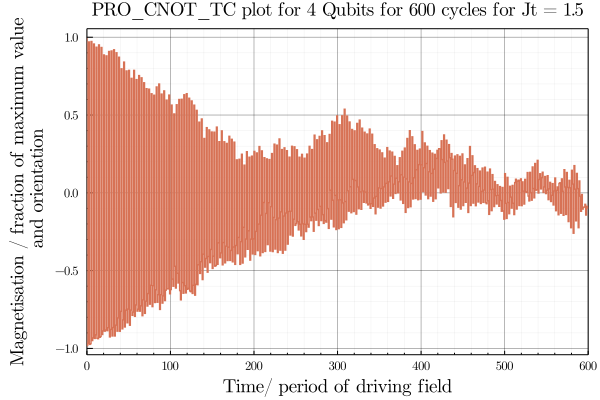 PRO_CNOT_TC plot for 4 Qubits for 600 cycles for Jt = 1.5
Magnetisation / fraction of maximum value
and orientation
1.0
0.5
0.0
−0.5
−1.0
0 100 200 300 400 500 600
Time/ period of driving field